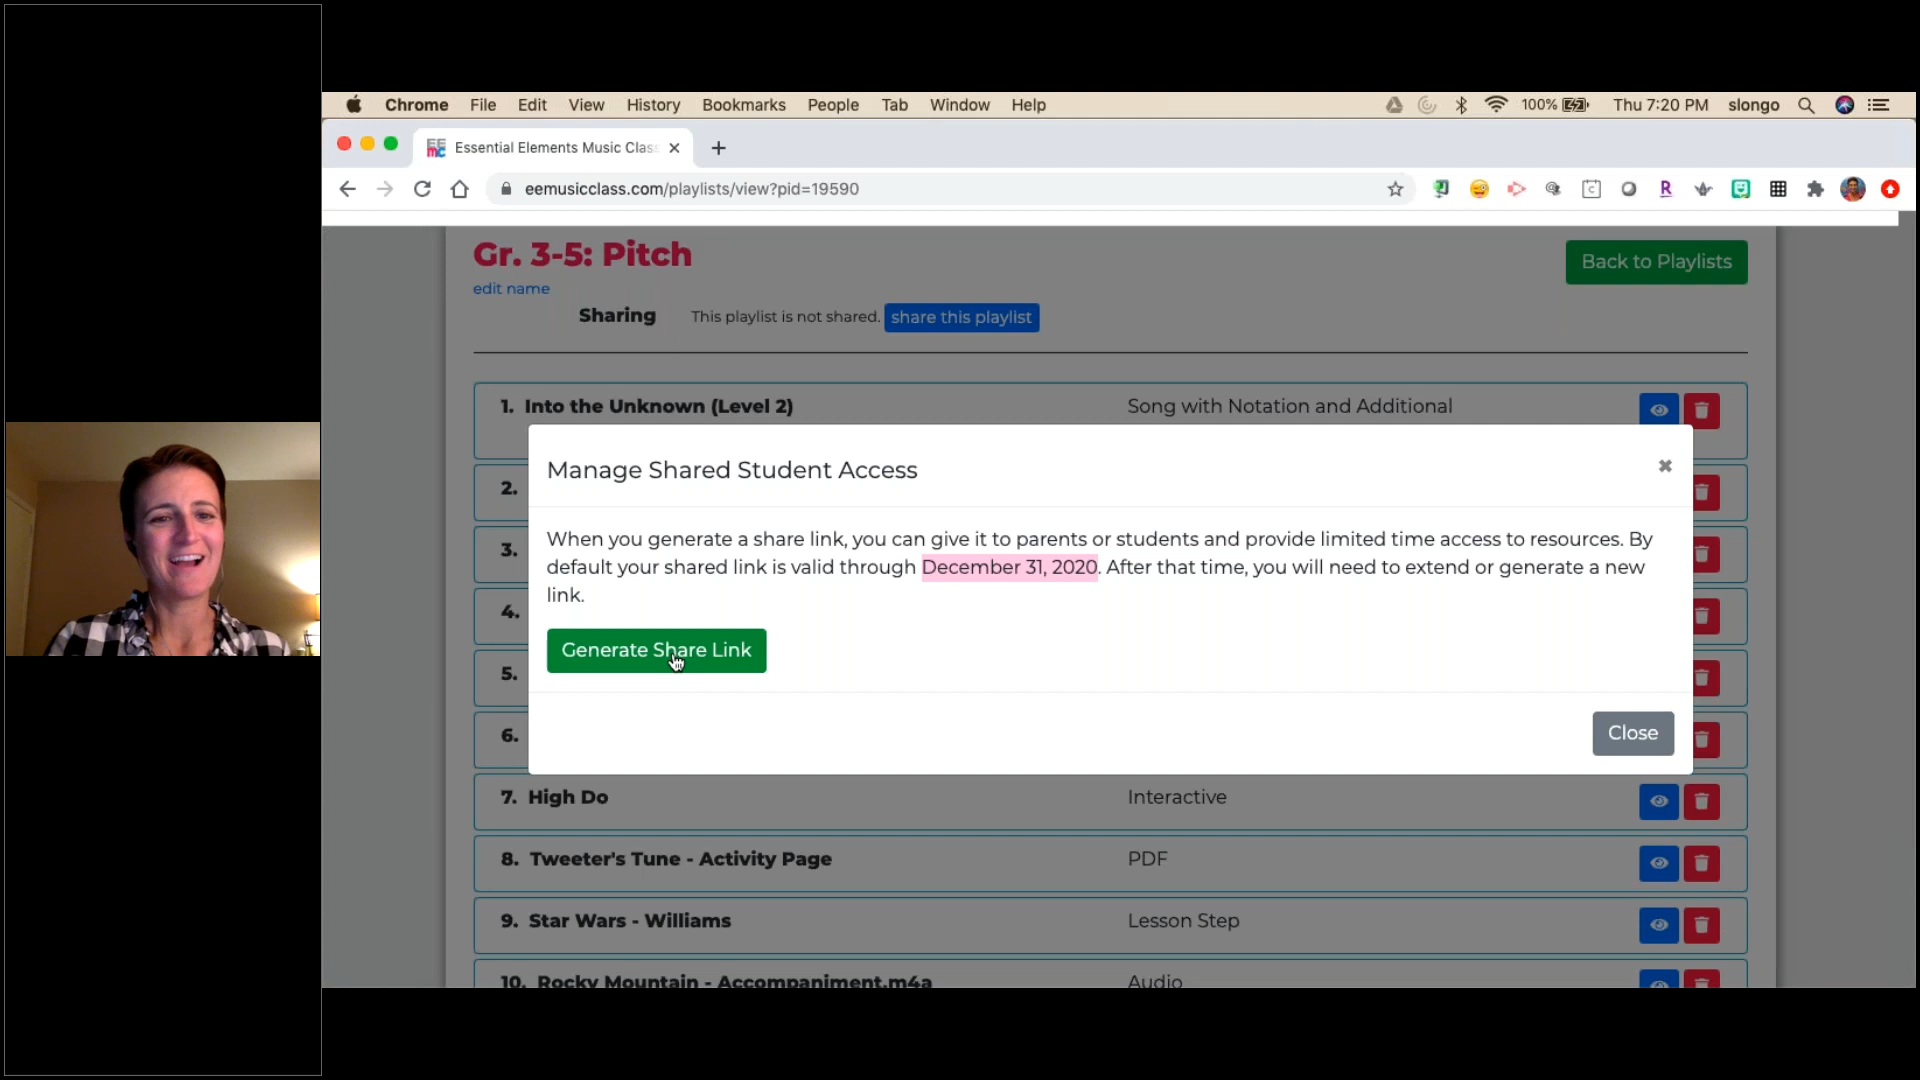 Chrome File Edit View History Bookmarks People Tab Window Help 100% Thu 7:20 PM slongo
Essential Elements Music Clas
eemusicclass.com/playlists/view?pid=19590
Gr. 3-5: Pitch
Back to Playlists
edit name
Sharing This playlist is not shared. share this playlist
1. Into the Unknown (Level 2) Song with Notation and Additional
Manage Shared Student Access
When you generate a share link, you can give it to parents or students and provide limited time access to resources. By
default your shared link is valid through December 31, 2020. After that time, you will need to extend or generate a new
link.
Generate Share Link
Close
2.
3.
4.
5.
6.
7. High Do Interactive
8. Tweeter's Tune - Activity Page PDF
9. Star Wars - Williams Lesson Step
10. Rocky Mountain - Accompaniment.m4a Audio